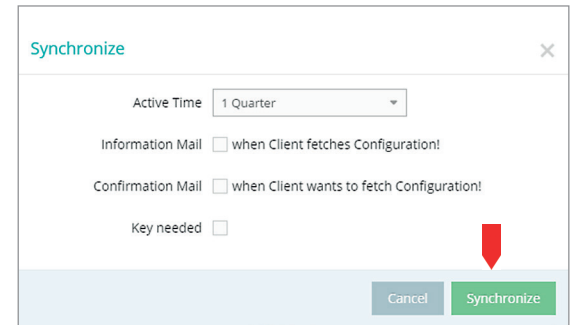 Synchronize
Active Time 1 Quarter
Information Mail when Client fetches Configuration!
Confirmation Mail when Client wants to fetch Configuration!
Key needed
Cancel Synchronize